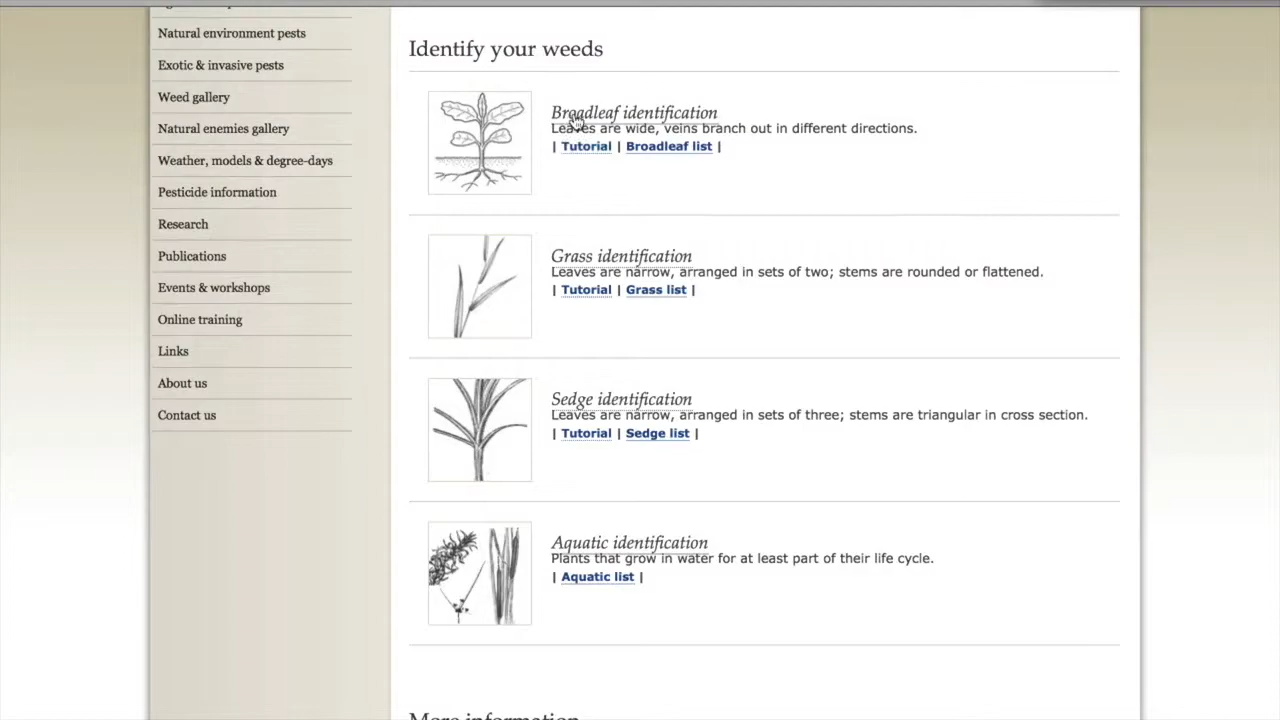 Natural environment pests
Exotic & invasive pests
Weed gallery
Natural enemies gallery
Weather, models & degree-days
Pesticide information
Research
Publications
Events & workshops
Online training
Links
About us
Contact us
Identify your weeds
Broadleaf identification
Leaves are wide, veins branch out in different directions.
| Tutorial | Broadleaf list |
Grass identification
Leaves are narrow, arranged in sets of two; stems are rounded or flattened.
| Tutorial | Grass list |
Sedge identification
Leaves are narrow, arranged in sets of three; stems are triangular in cross section.
| Tutorial | Sedge list |
Aquatic identification
Plants that grow in water for at least part of their life cycle.
| Aquatic list |
More information